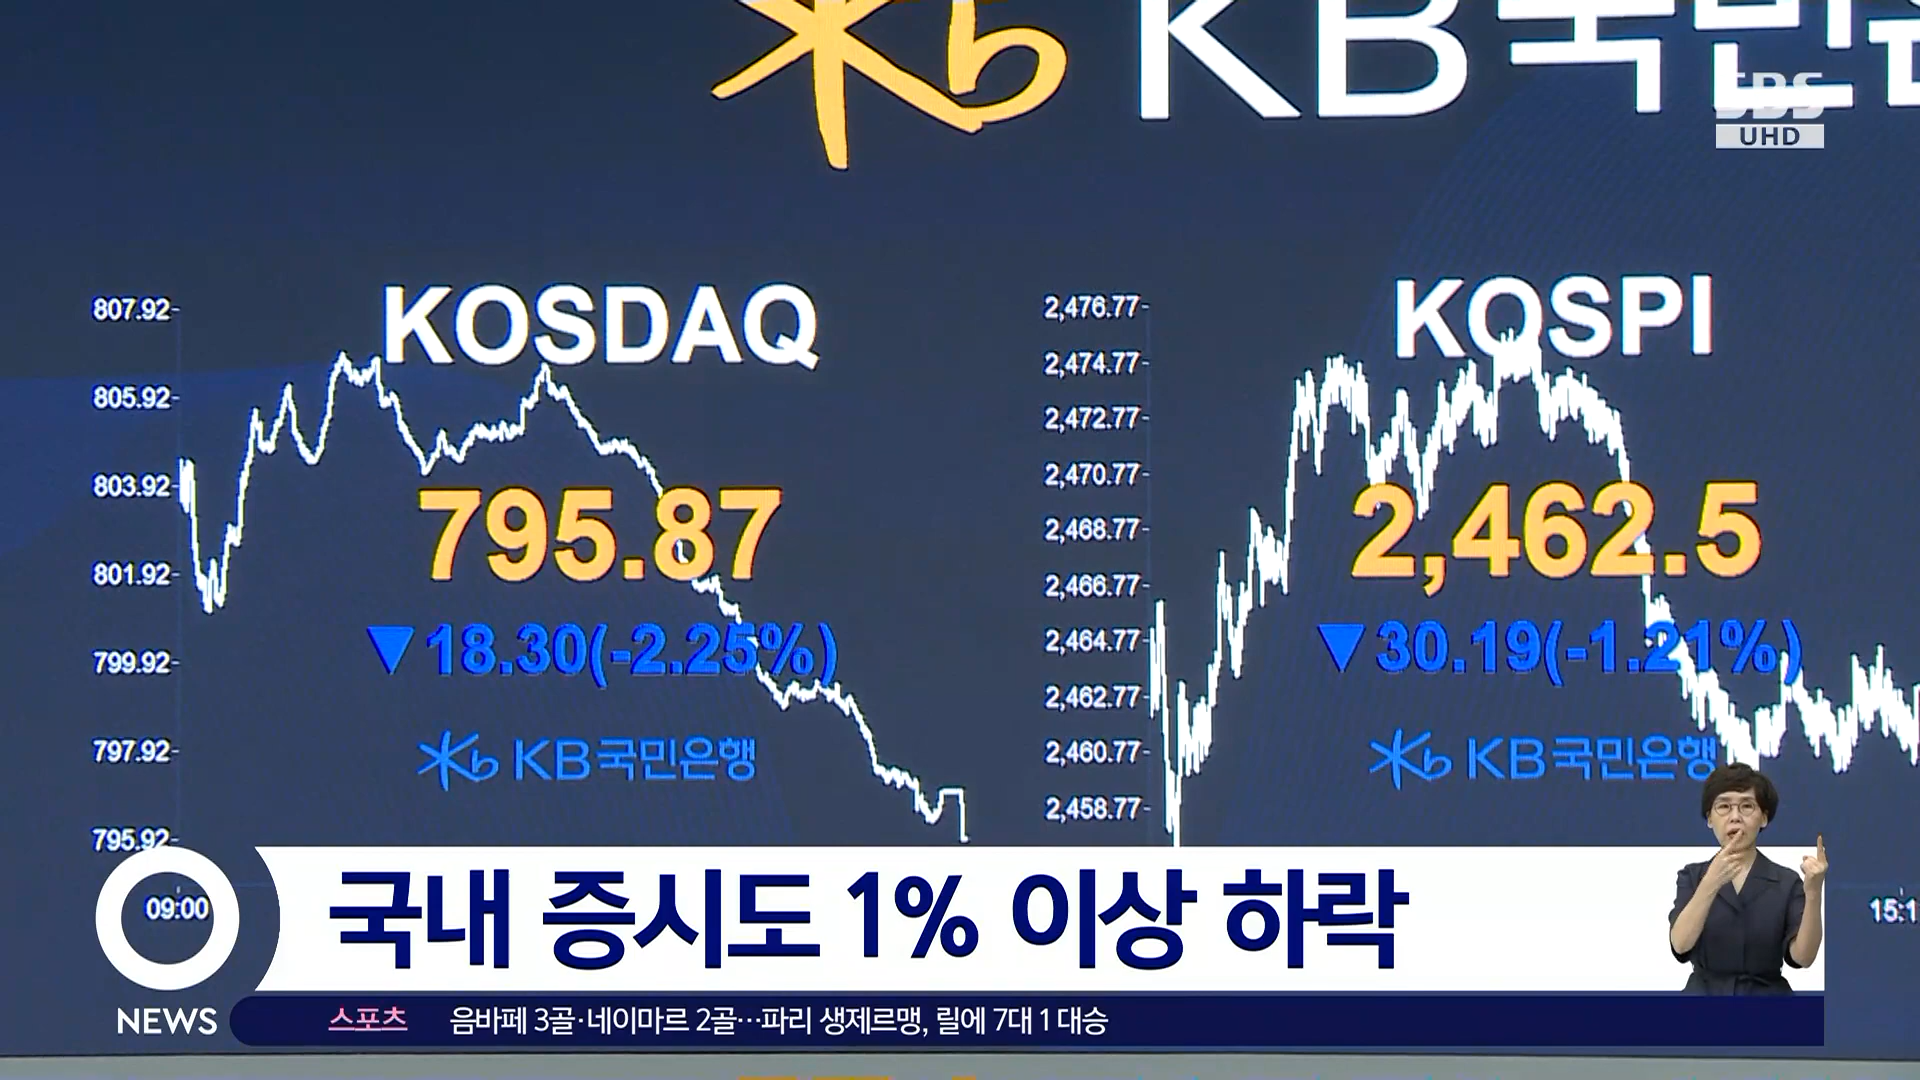 KB국민은
SBS
UHD
KOSDAQ
807.92
805.92
803.92
801.92
799.92
797.92
795.92
795.87
▼18.30(-2.25%)
KB국민은행
09:00
KOSPI
2,476.77
2,474.77
2,472.77
2,470.77
2,468.77
2,466.77
2,464.77
2,462.77
2,460.77
2,458.77
2,462.5
▼30.19(-1.21%)
KB국민은행
15:1
국내 증시도 1% 이상 하락
NEWS
스포츠 음바페 3골·네이마르 2골…파리 생제르맹, 릴에 7대 1 대승